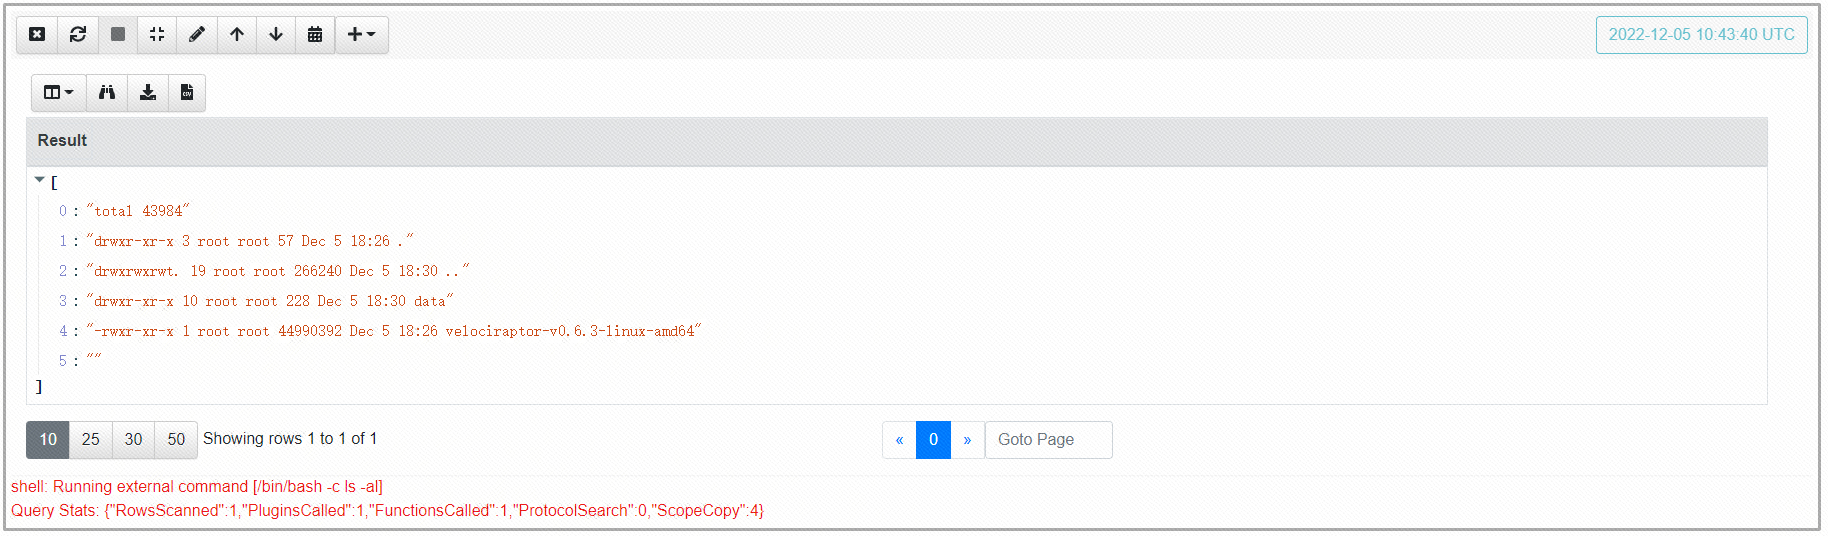 2022-12-05 10:43:40 UTC
CSV
Result
[
0 : "total 43984"
1 : "drwxr-xr-x 3 root root 57 Dec 5 18:26 ."
2 : "drwxrwxrwt. 19 root root 266240 Dec 5 18:30 .."
3 : "drwxr-xr-x 10 root root 228 Dec 5 18:30 data"
4 : "-rwxr-xr-x 1 root root 44990392 Dec 5 18:26 velociraptor-v0.6.3-linux-amd64"
5 : ""
]
10 25 30 50 Showing rows 1 to 1 of 1 « 0 » Goto Page
shell: Running external command [/bin/bash -c ls -al]
Query Stats: {"RowsScanned":1,"PluginsCalled":1,"FunctionsCalled":1,"ProtocolSearch":0,"ScopeCopy":4}